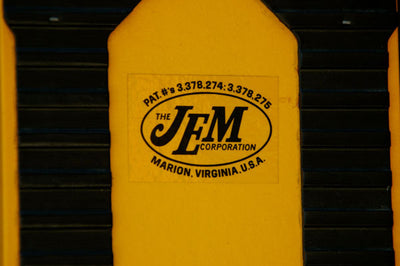 PAT. #'s 3.378.274; 3.378.275
THE
JEM
CORPORATION
MARION, VIRGINIA, U.S.A.